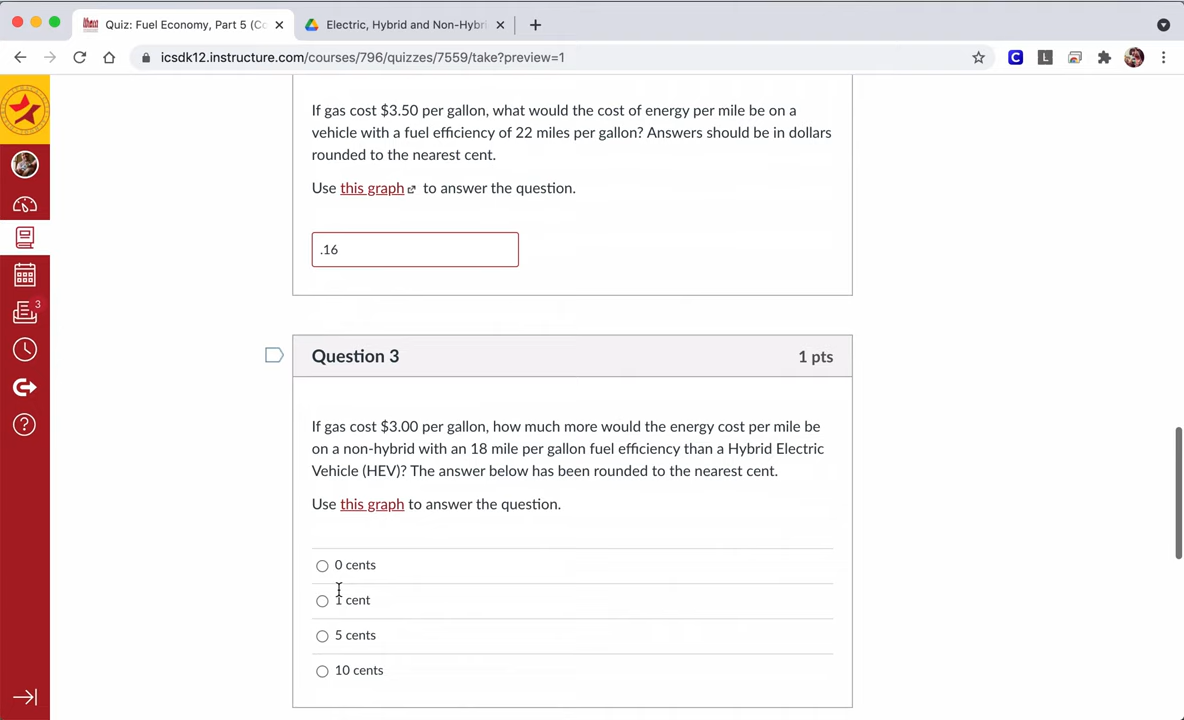 Quiz: Fuel Economy, Part 5 (Co
Electric, Hybrid and Non-Hybri
icsdk12.instructure.com/courses/796/quizzes/7559/take?preview=1
C
L
If gas cost $3.50 per gallon, what would the cost of energy per mile be on a
vehicle with a fuel efficiency of 22 miles per gallon? Answers should be in dollars
rounded to the nearest cent.
Use this graph to answer the question.
.16
3
Question 3
1 pts
If gas cost $3.00 per gallon, how much more would the energy cost per mile be
on a non-hybrid with an 18 mile per gallon fuel efficiency than a Hybrid Electric
Vehicle (HEV)? The answer below has been rounded to the nearest cent.
Use this graph to answer the question.
0 cents
1 cent
5 cents
10 cents